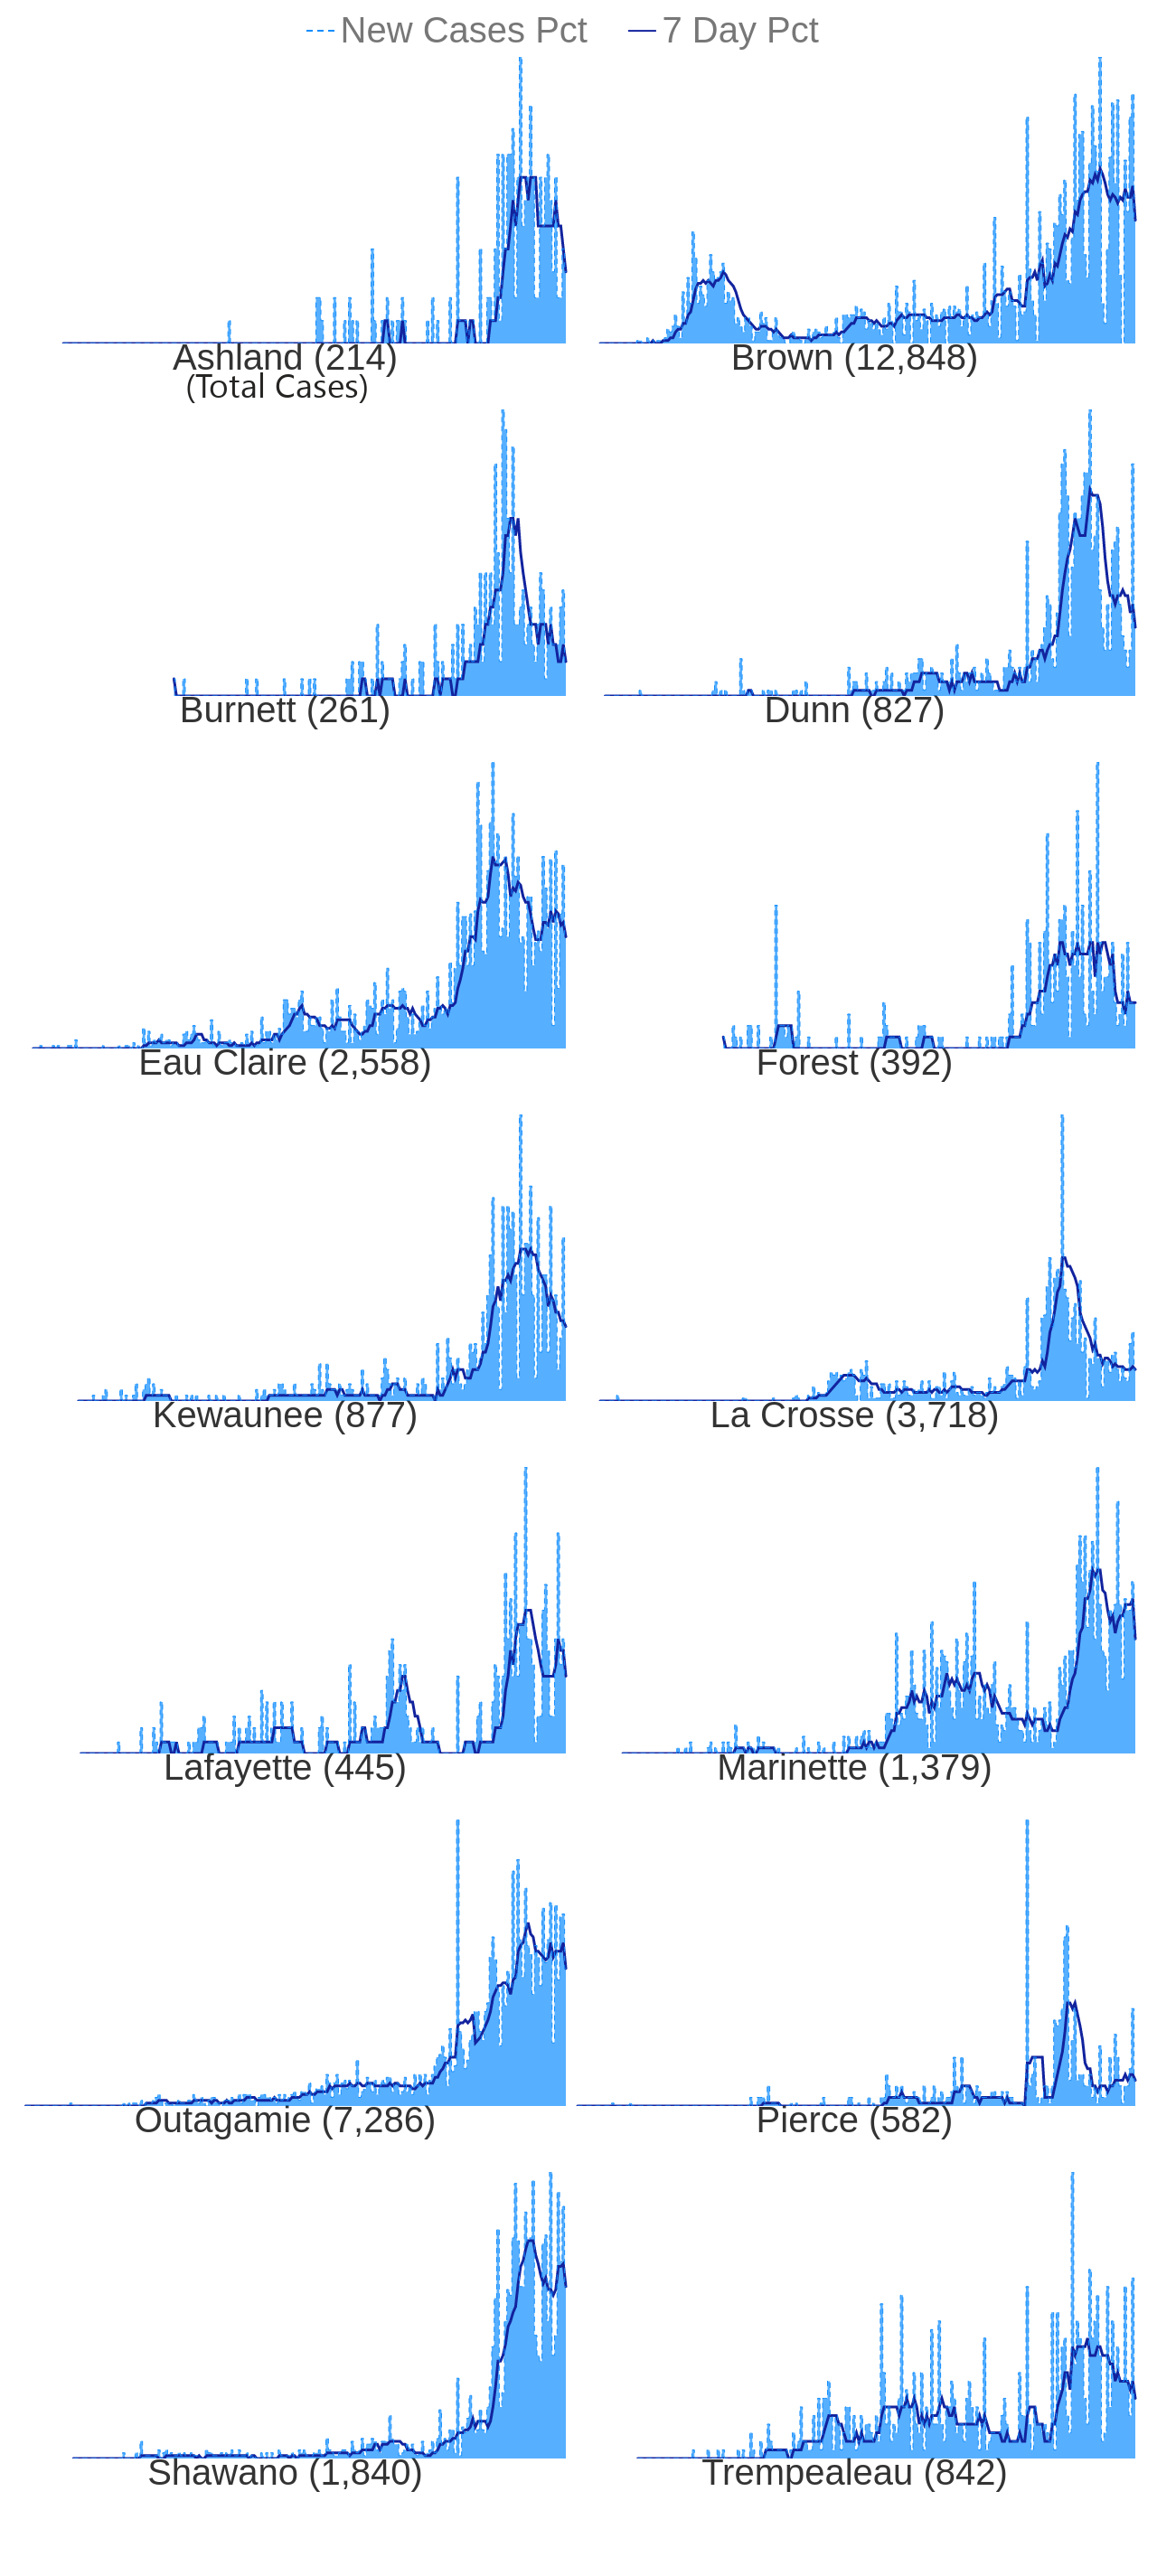 New Cases Pct 7 Day Pct
Ashland (214) Brown (12,848)
(Total Cases)
Burnett (261) Dunn (827)
Eau Claire (2,558) Forest (392)
Kewaunee (877) La Crosse (3,718)
Lafayette (445) Marinette (1,379)
Outagamie (7,286) Pierce (582)
Shawano (1,840) Trempealeau (842)